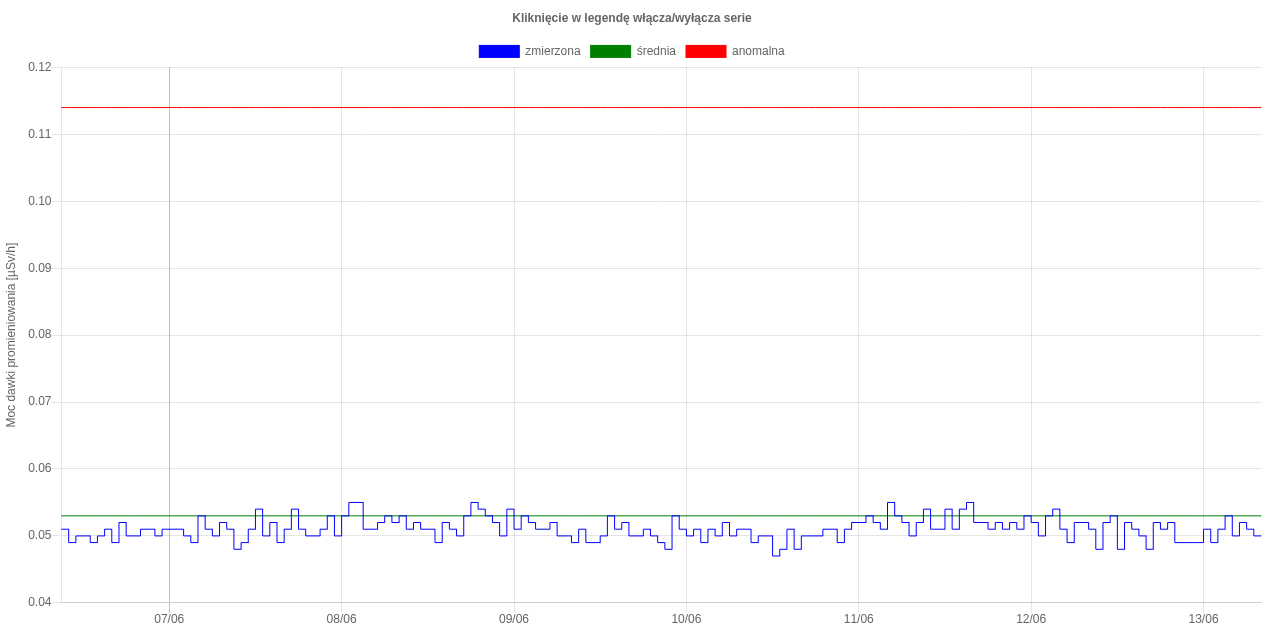 Kliknięcie w legendę włącza/wyłącza serie
zmierzona średnia anomalna
Moc dawki promieniowania [µSv/h]
0.12
0.11
0.10
0.09
0.08
0.07
0.06
0.05
0.04
07/06 08/06 09/06 10/06 11/06 12/06 13/06